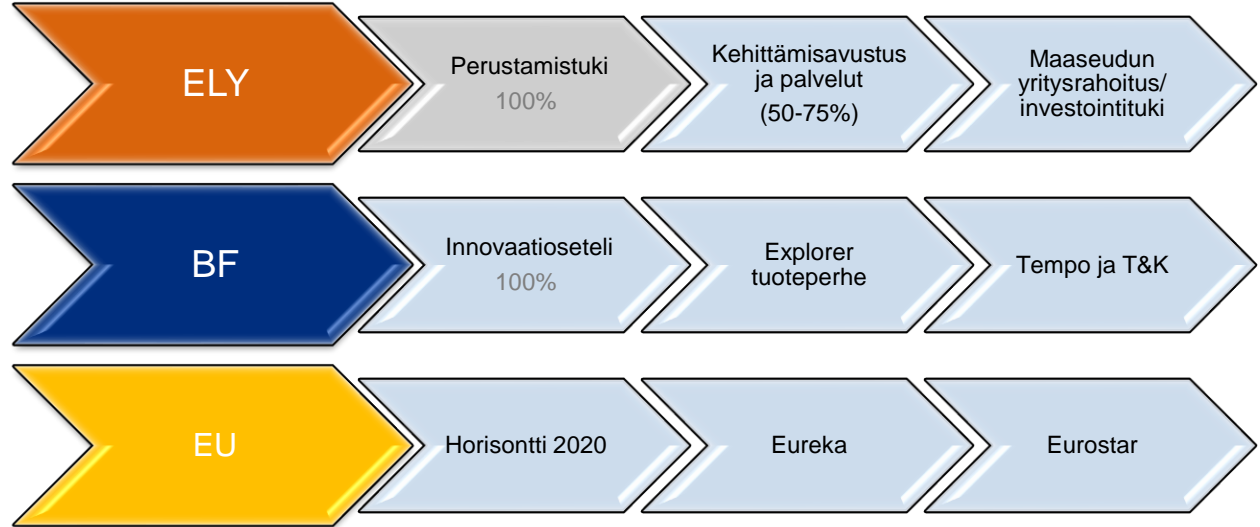 ELY
Perustamistuki
100%
Kehittämisavustus
ja palvelut
(50-75%)
Maaseudun
yritysrahoitus/
investointituki
BF
Innovaatioseteli
100%
Explorer
tuoteperhe
Tempo ja T&K
EU
Horisontti 2020
Eureka
Eurostar